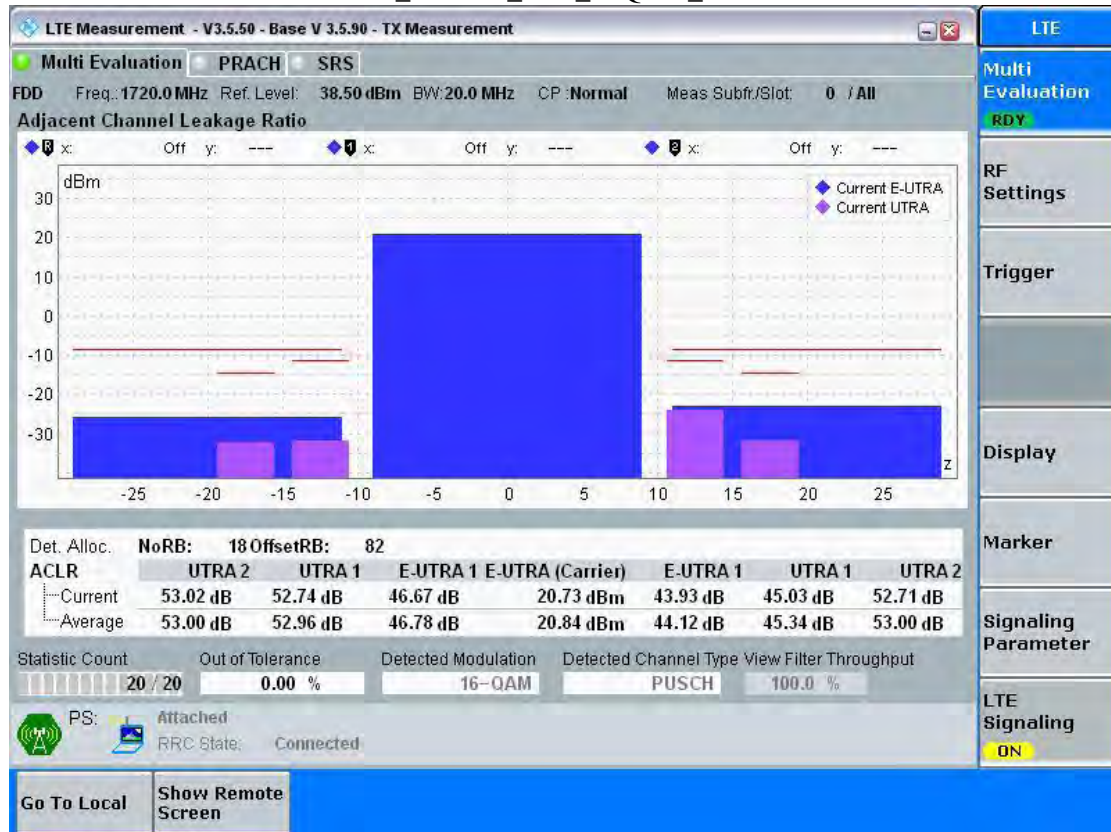 LTE Measurement - V3.5.50 - Base V 3.5.90 - TX Measurement
LTE
Multi Evaluation PRACH SRS
Multi Evaluation
RDY
FDD Freq.: 1720.0 MHz Ref. Level: 38.50 dBm BW: 20.0 MHz CP : Normal Meas Subfr./Slot: 0 / All
Adjacent Channel Leakage Ratio
R x: Off y: --- 1 x: Off y: --- 2 x: Off y: ---
dBm
Current E-UTRA
Current UTRA
30
20
10
0
-10
-20
-30
z
-25 -20 -15 -10 -5 0 5 10 15 20 25
RF Settings
Trigger
Display
Marker
Signaling Parameter
LTE Signaling
ON
Det. Alloc. NoRB: 18 OffsetRB: 82
ACLR UTRA 2 UTRA 1 E-UTRA 1 E-UTRA (Carrier) E-UTRA 1 UTRA 1 UTRA 2
Current 53.02 dB 52.74 dB 46.67 dB 20.73 dBm 43.93 dB 45.03 dB 52.71 dB
Average 53.00 dB 52.96 dB 46.78 dB 20.84 dBm 44.12 dB 45.34 dB 53.00 dB
Statistic Count Out of Tolerance Detected Modulation Detected Channel Type View Filter Throughput
20 / 20 0.00 % 16-QAM PUSCH 100.0 %
PS: Attached
RRC State: Connected
Go To Local
Show Remote Screen